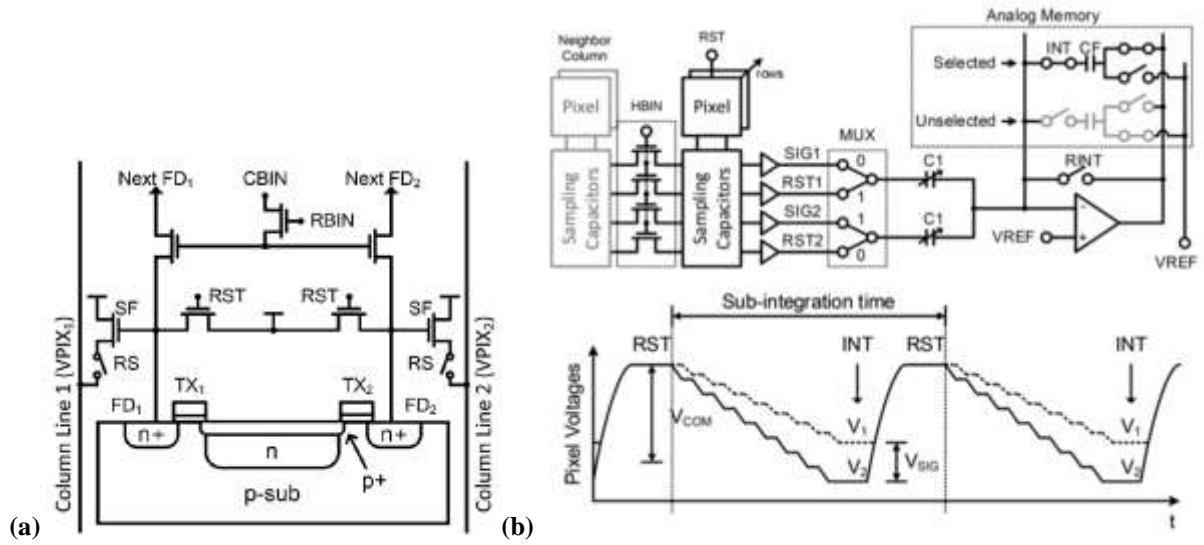 Next FD1
CBIN
Next FD2
RBIN
SF
RST
RST
SF
RS
RS
TX1
TX2
FD1
FD2
n+
n
n+
p+
p-sub
Column Line 1 (VPIX1)
Column Line 2 (VPIX2)
(a)
Analog Memory
Neighbor
Column
RST
rows
INT
CF
Selected
Pixel
HBIN
Pixel
Unselected
MUX
Sampling
Capacitors
Sampling
Capacitors
SIG1
0
C1
RINT
RST1
1
SIG2
1
C1
RST2
0
VREF
-
+
VREF
Sub-integration time
RST
INT
RST
INT
Pixel Voltages
VCOM
V1
V1
V2
VSIG
V2
t
(b)